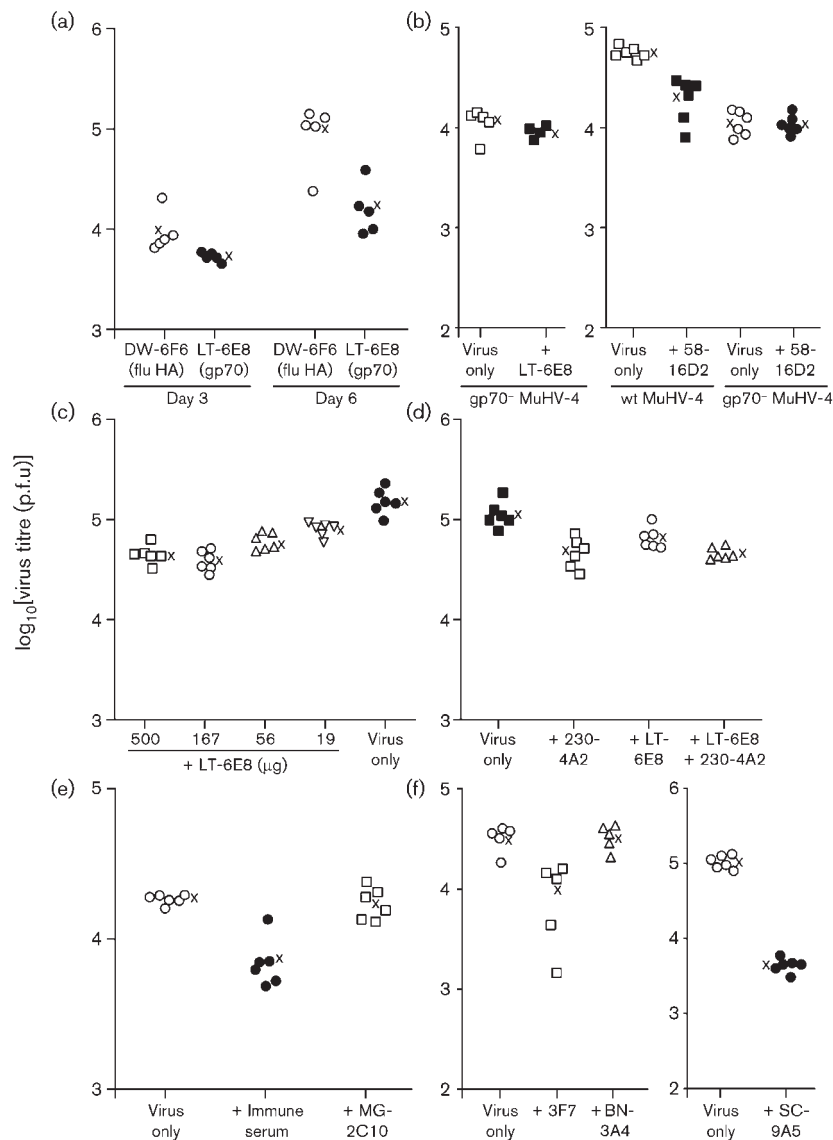 (a)
6
5
4
3
DW-6F6 LT-6E8 DW-6F6 LT-6E8
(flu HA) (gp70) (flu HA) (gp70)
Day 3 Day 6
(b)
5
4
3
2
Virus only
+ LT-6E8
gp70⁻ MuHV-4
5
4
3
2
Virus only
+ 58-16D2
Virus only
+ 58-16D2
wt MuHV-4 gp70⁻ MuHV-4
log₁₀[virus titre (p.f.u)]
(c)
6
5
4
3
500 167 56 19 Virus only
+ LT-6E8 (μg)
(d)
6
5
4
3
Virus only
+ 230-4A2
+ LT-6E8
+ LT-6E8
+ 230-4A2
(e)
5
4
3
Virus only
+ Immune serum
+ MG-2C10
(f)
5
4
3
2
Virus only
+ 3F7
+ BN-3A4
6
5
4
3
2
Virus only
+ SC-9A5